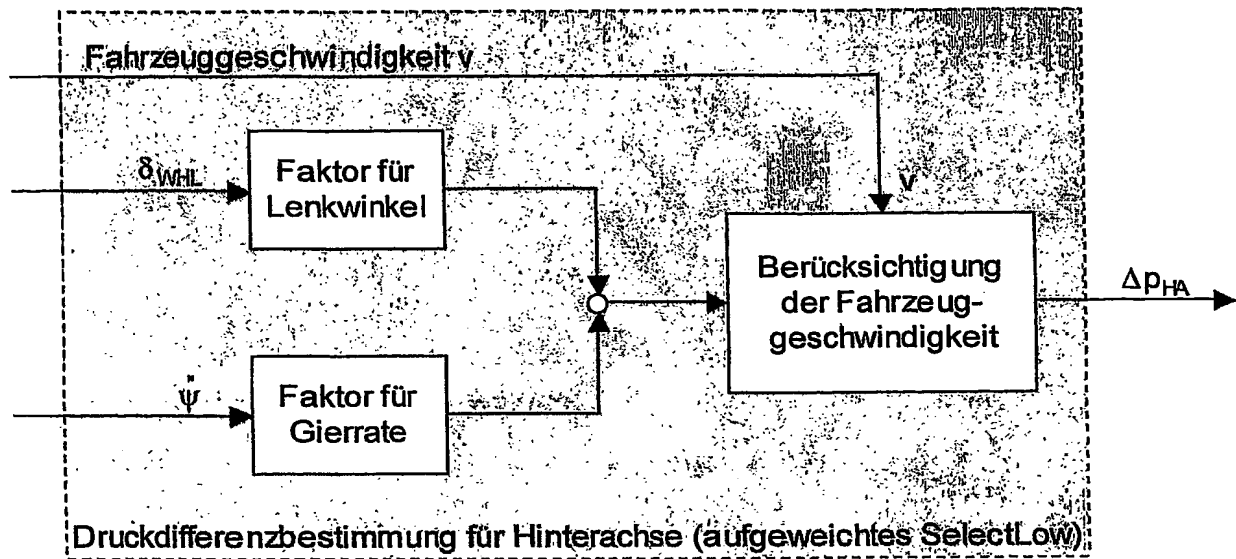 Fahrzeuggeschwindigkeit v
δWHL
Faktor für
Lenkwinkel
v
Berücksichtigung
der Fahrzeug-
geschwindigkeit
ΔpHA
ψ̈
Faktor für
Gierrate
Druckdifferenzbestimmung für Hinterachse (aufgeweichtes SelectLow)